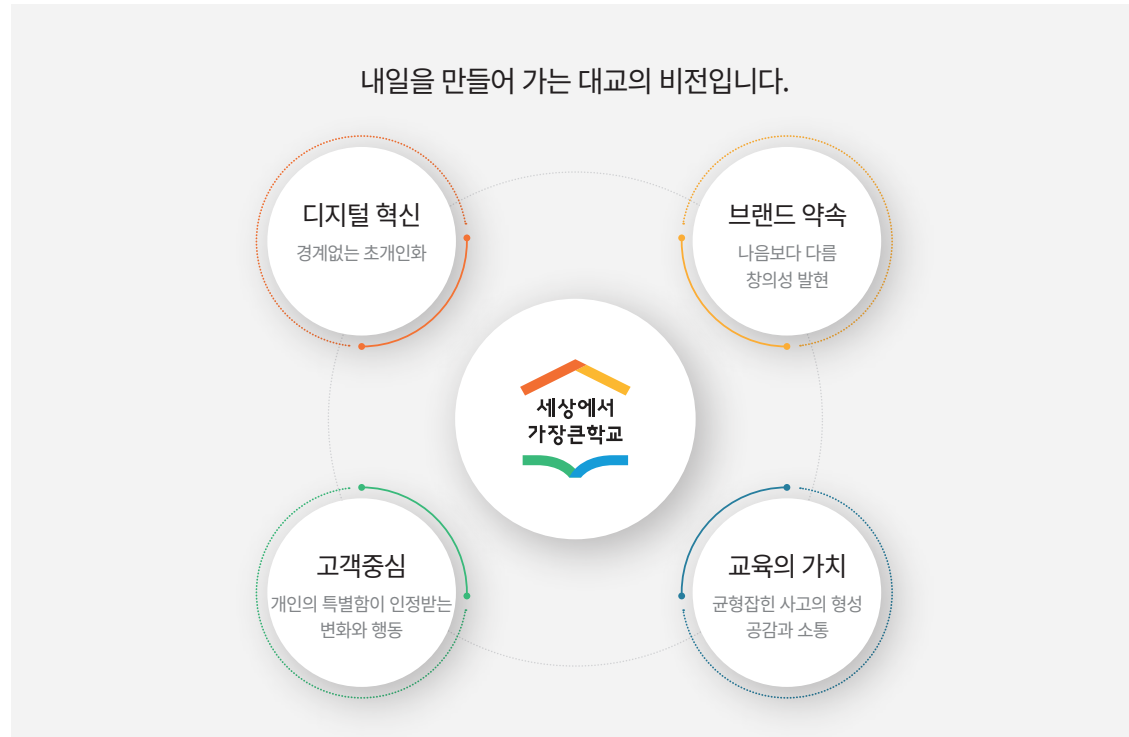 내일을 만들어 가는 대교의 비전입니다.
디지털 혁신
경계없는 초개인화
브랜드 약속
나음보다 다름
창의성 발현
세상에서
가장큰학교
고객중심
개인의 특별함이 인정받는
변화와 행동
교육의 가치
균형잡힌 사고의 형성
공감과 소통